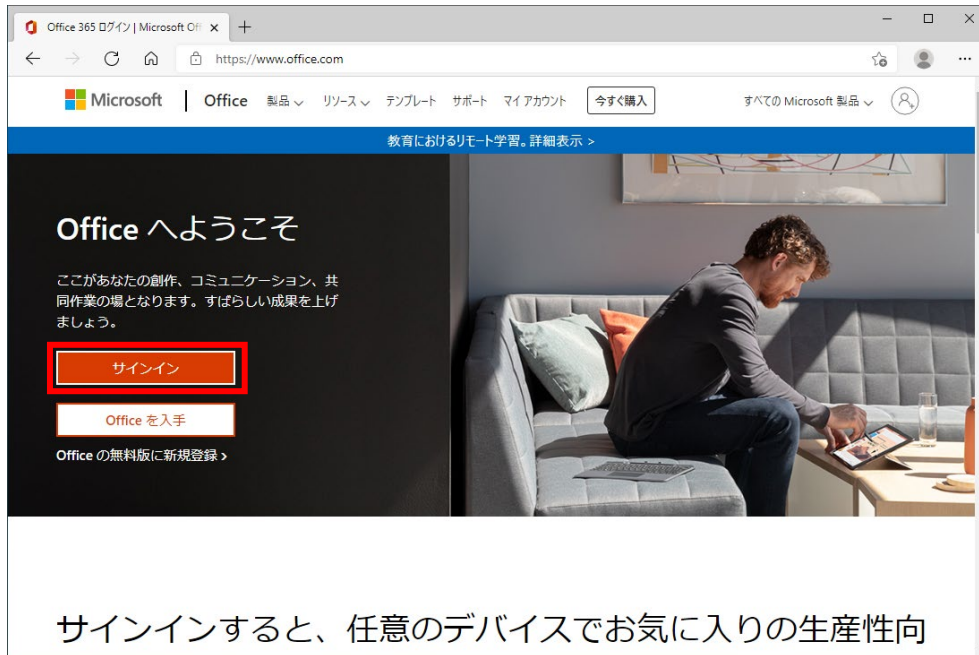 Office 365 ログイン | Microsoft Off
https://www.office.com
Microsoft | Office 製品 リソース テンプレート サポート マイ アカウント 今すぐ購入 すべての Microsoft 製品
教育におけるリモート学習。詳細表示 >
Office へようこそ
ここがあなたの創作、コミュニケーション、共
同作業の場となります。すばらしい成果を上げ
ましょう。
サインイン
Office を入手
Office の無料版に新規登録 >
サインインすると、任意のデバイスでお気に入りの生産性向